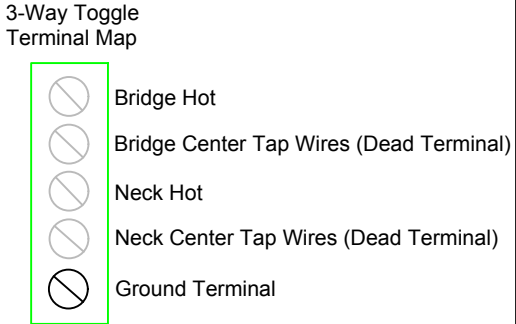 3-Way Toggle
Terminal Map
Bridge Hot
Bridge Center Tap Wires (Dead Terminal)
Neck Hot
Neck Center Tap Wires (Dead Terminal)
Ground Terminal